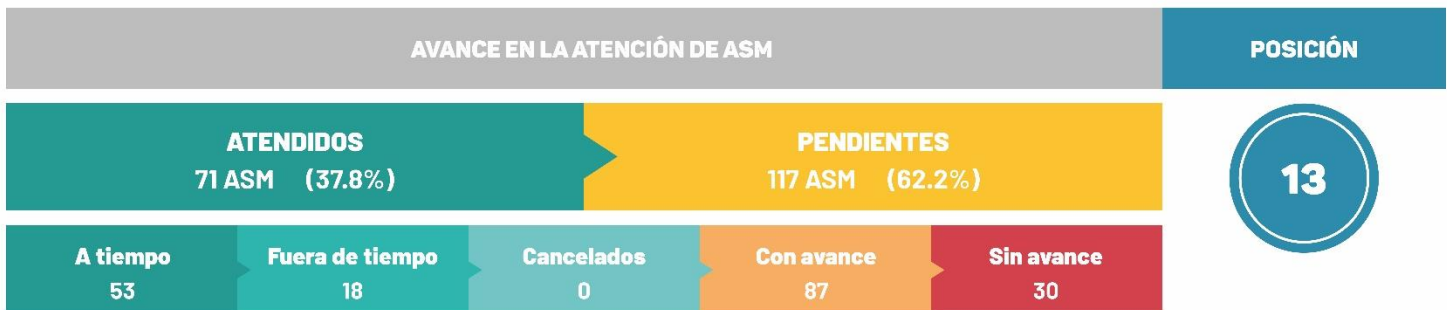 AVANCE EN LA ATENCIÓN DE ASM
POSICIÓN
ATENDIDOS
71 ASM (37.8%)
PENDIENTES
117 ASM (62.2%)
13
A tiempo
53
Fuera de tiempo
18
Cancelados
0
Con avance
87
Sin avance
30